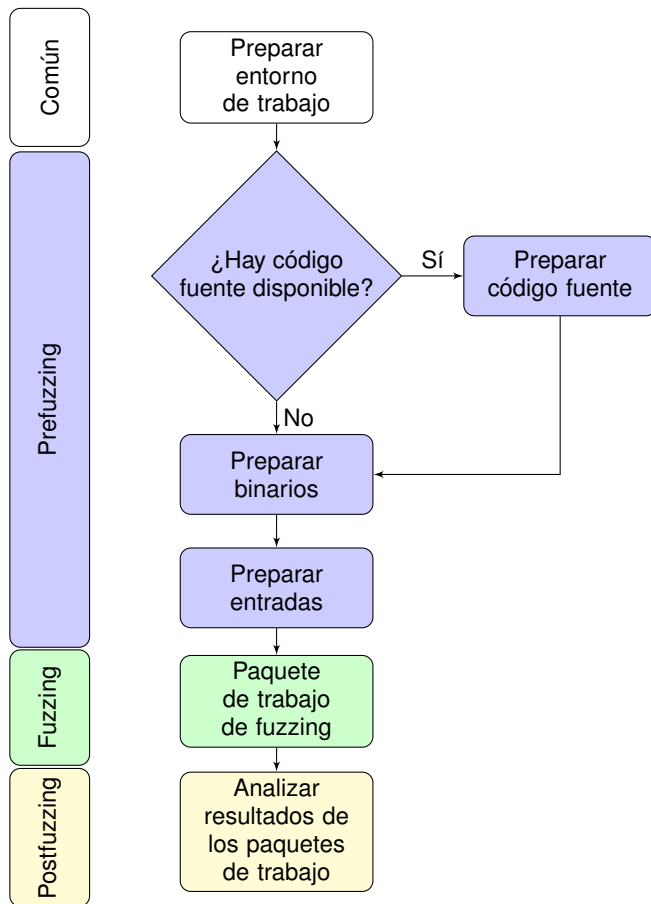 Común
Preparar
entorno
de trabajo
Prefuzzing
¿Hay código
fuente disponible?
Sí
Preparar
código fuente
No
Preparar
binarios
Preparar
entradas
Fuzzing
Paquete
de trabajo
de fuzzing
Postfuzzing
Analizar
resultados de
los paquetes
de trabajo